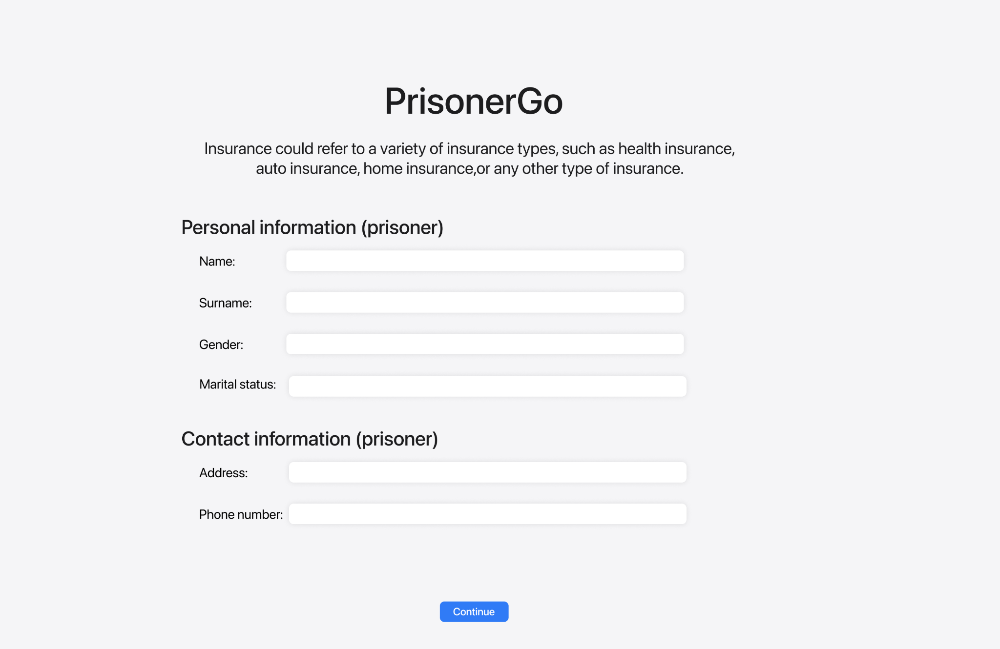 PrisonerGo
Insurance could refer to a variety of insurance types, such as health insurance,
auto insurance, home insurance,or any other type of insurance.
Personal information (prisoner)
Name:
Surname:
Gender:
Marital status:
Contact information (prisoner)
Address:
Phone number:
Continue